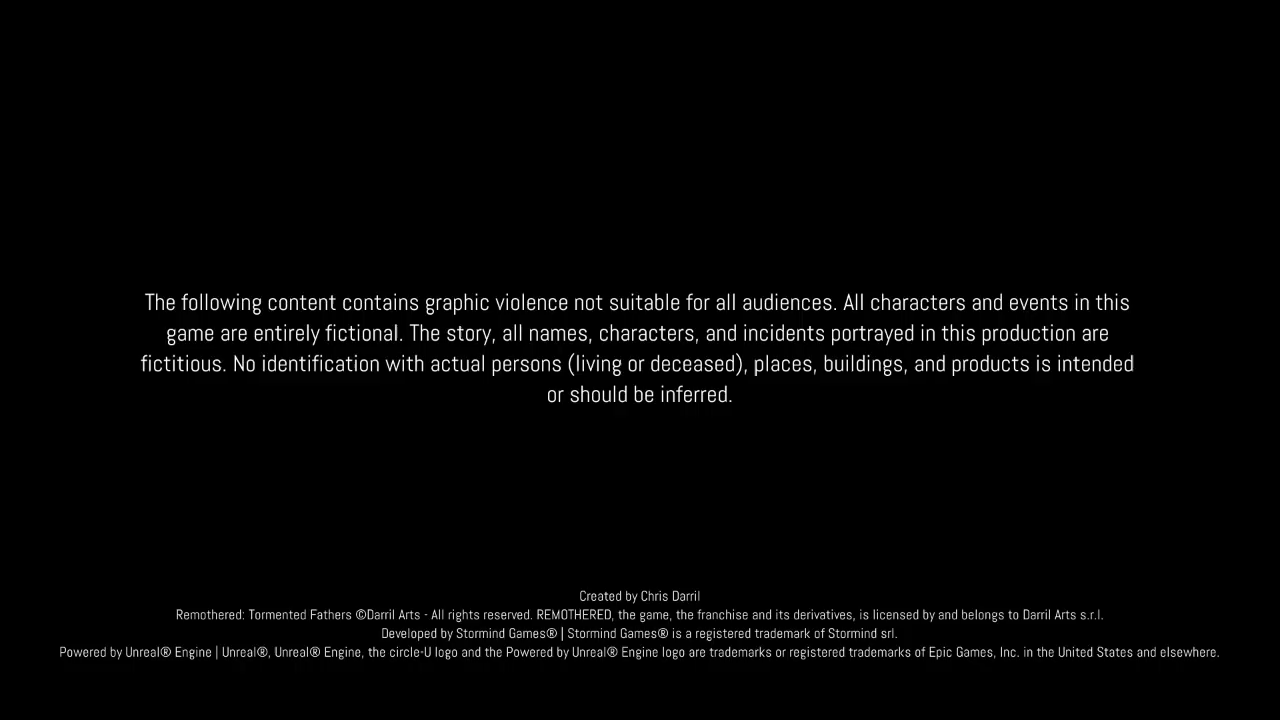 The following content contains graphic violence not suitable for all audiences. All characters and events in this
game are entirely fictional. The story, all names, characters, and incidents portrayed in this production are
fictitious. No identification with actual persons (living or deceased), places, buildings, and products is intended
or should be inferred.
Created by Chris Darril
Remothered: Tormented Fathers ©Darril Arts - All rights reserved. REMOTHERED, the game, the franchise and its derivatives, is licensed by and belongs to Darril Arts s.r.l.
Developed by Stormind Games® | Stormind Games® is a registered trademark of Stormind srl.
Powered by Unreal® Engine | Unreal®, Unreal® Engine, the circle-U logo and the Powered by Unreal® Engine logo are trademarks or registered trademarks of Epic Games, Inc. in the United States and elsewhere.